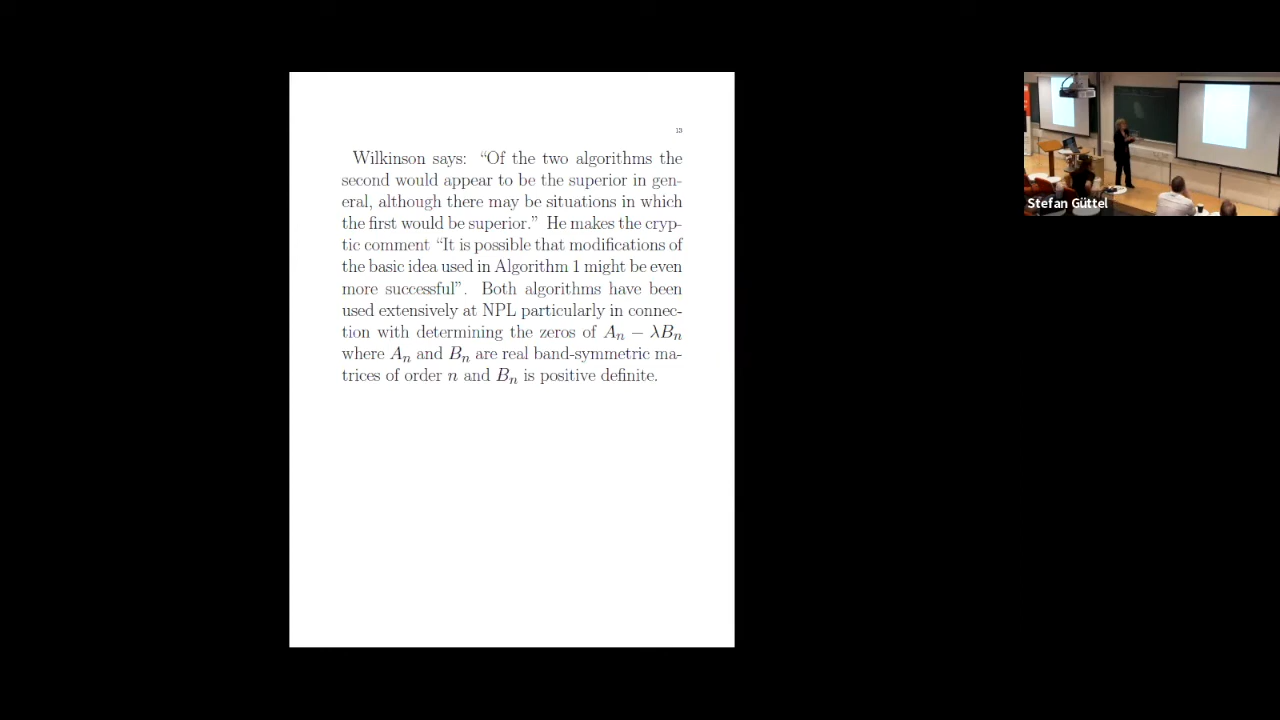 13
Wilkinson says: “Of the two algorithms the
second would appear to be the superior in gen-
eral, although there may be situations in which
the first would be superior.” He makes the cryp-
tic comment “It is possible that modifications of
the basic idea used in Algorithm 1 might be even
more successful”. Both algorithms have been
used extensively at NPL particularly in connec-
tion with determining the zeros of Aₙ − λBₙ
where Aₙ and Bₙ are real band-symmetric ma-
trices of order n and Bₙ is positive definite.
Stefan Güttel